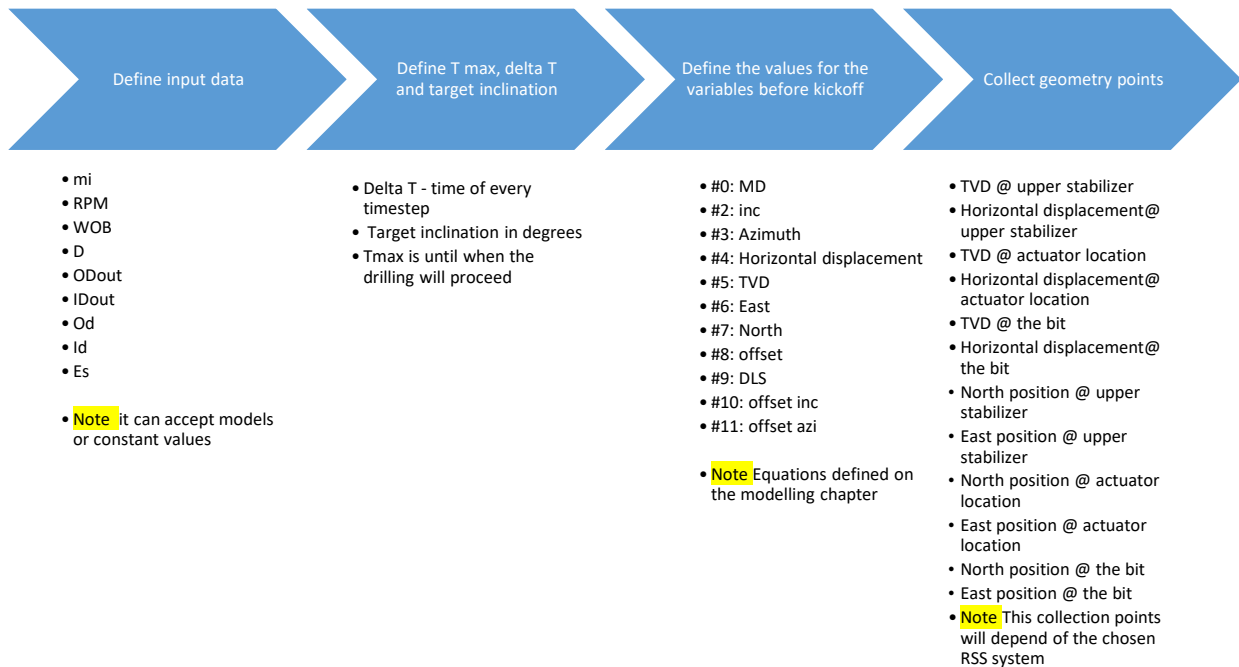 Define input data
Define T max, delta T
and target inclination
Define the values for the
variables before kickoff
Collect geometry points
• mi
• RPM
• WOB
• D
• ODout
• IDout
• Od
• Id
• Es
• Note it can accept models
or constant values
• Delta T - time of every
timestep
• Target inclination in degrees
• Tmax is until when the
drilling will proceed
• #0: MD
• #2: inc
• #3: Azimuth
• #4: Horizontal displacement
• #5: TVD
• #6: East
• #7: North
• #8: offset
• #9: DLS
• #10: offset inc
• #11: offset azi
• Note Equations defined on
the modelling chapter
• TVD @ upper stabilizer
• Horizontal displacement@
upper stabilizer
• TVD @ actuator location
• Horizontal displacement@
actuator location
• TVD @ the bit
• Horizontal displacement@
the bit
• North position @ upper
stabilizer
• East position @ upper
stabilizer
• North position @ actuator
location
• East position @ actuator
location
• North position @ the bit
• East position @ the bit
• Note This collection points
will depend of the chosen
RSS system